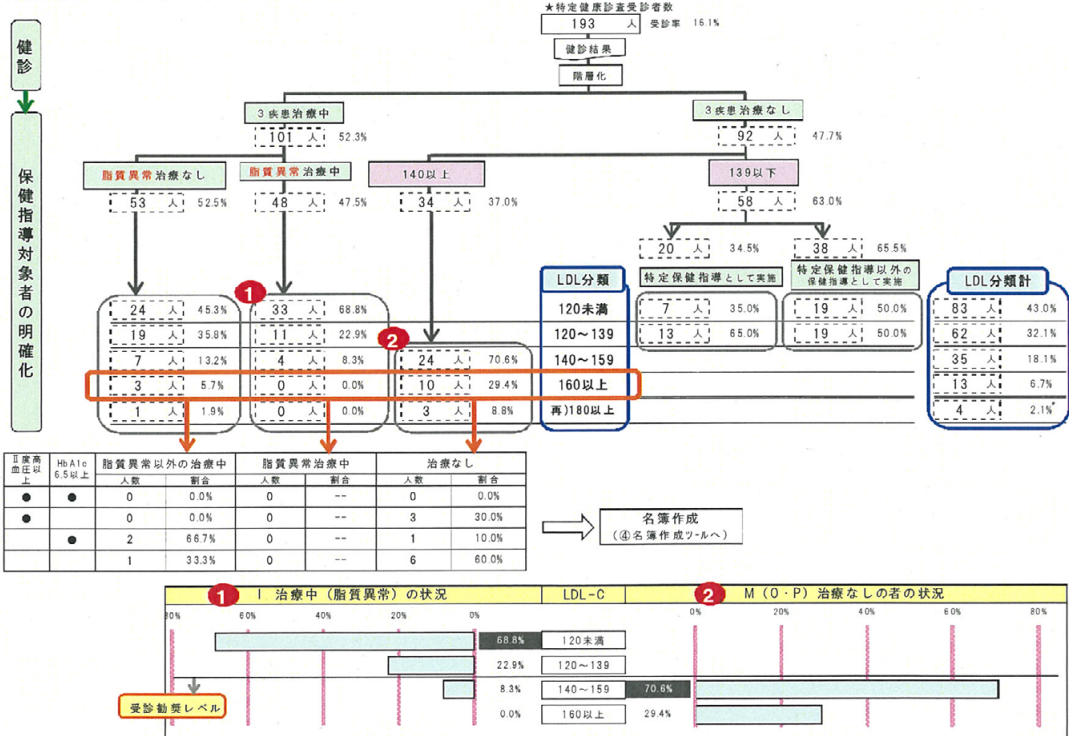 ★特定健康診査受診者数
193 人 受診率 16.1%
健診結果
階層化
健診
保健指導対象者の明確化
3疾患治療中
101 人 52.3%
3疾患治療なし
92 人 47.7%
脂質異常治療なし
53 人 52.5%
脂質異常治療中
48 人 47.5%
140以上
34 人 37.0%
139以下
58 人 63.0%
20 人 34.5%
特定保健指導として実施
38 人 65.5%
特定保健指導以外の
保健指導として実施
LDL分類
LDL分類計
1
2
24 人 45.3% 33 人 68.8% 120未満 7 人 35.0% 19 人 50.0% 83 人 43.0%
19 人 35.8% 11 人 22.9% 120～139 13 人 65.0% 19 人 50.0% 62 人 32.1%
7 人 13.2% 4 人 8.3% 24 人 70.6% 140～159 35 人 18.1%
3 人 5.7% 0 人 0.0% 10 人 29.4% 160以上 13 人 6.7%
1 人 1.9% 0 人 0.0% 3 人 8.8% 再)180以上 4 人 2.1%
Ⅱ度高血圧以上 HbA1c 6.5以上 脂質異常以外の治療中 脂質異常治療中 治療なし
人数 割合 人数 割合 人数 割合
● ● 0 0.0% 0 -- 0 0.0%
● 0 0.0% 0 -- 3 30.0%
● 2 66.7% 0 -- 1 10.0%
1 33.3% 0 -- 6 60.0%
名簿作成
(④名簿作成ツールへ)
1 I 治療中(脂質異常)の状況 LDL-C 2 M(O・P)治療なしの者の状況
80% 60% 40% 20% 0% 0% 20% 40% 60% 80%
68.8% 120未満
22.9% 120～139
8.3% 140～159 70.6%
0.0% 160以上 29.4%
受診勧奨レベル